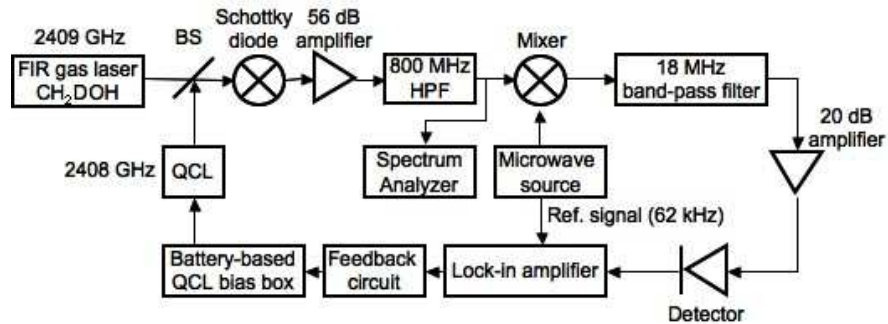 2409 GHz
FIR gas laser
CH2DOH
BS
Schottky
diode
56 dB
amplifier
800 MHz
HPF
Mixer
18 MHz
band-pass filter
20 dB
amplifier
2408 GHz
QCL
Spectrum
Analyzer
Microwave
source
Ref. signal (62 kHz)
Battery-based
QCL bias box
Feedback
circuit
Lock-in amplifier
Detector